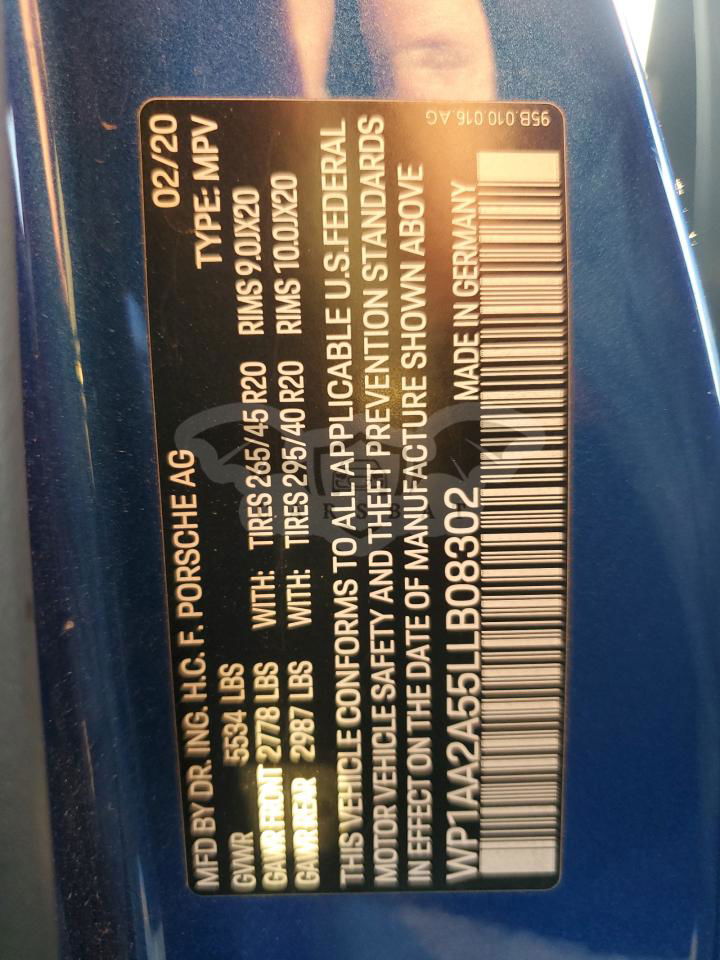 MFD BY DR. ING. H.C. F. PORSCHE AG 02/20
GVWR 5534 LBS TYPE: MPV
GAWR FRONT 2778 LBS WITH: TIRES 265/45 R20 RIMS 9.0JX20
GAWR REAR 2987 LBS WITH: TIRES 295/40 R20 RIMS 10.0JX20
THIS VEHICLE CONFORMS TO ALL APPLICABLE U.S.FEDERAL
MOTOR VEHICLE SAFETY AND THEFT PREVENTION STANDARDS
IN EFFECT ON THE DATE OF MANUFACTURE SHOWN ABOVE
WP1AA2A55LLB08302 MADE IN GERMANY
95B.010.016.AG